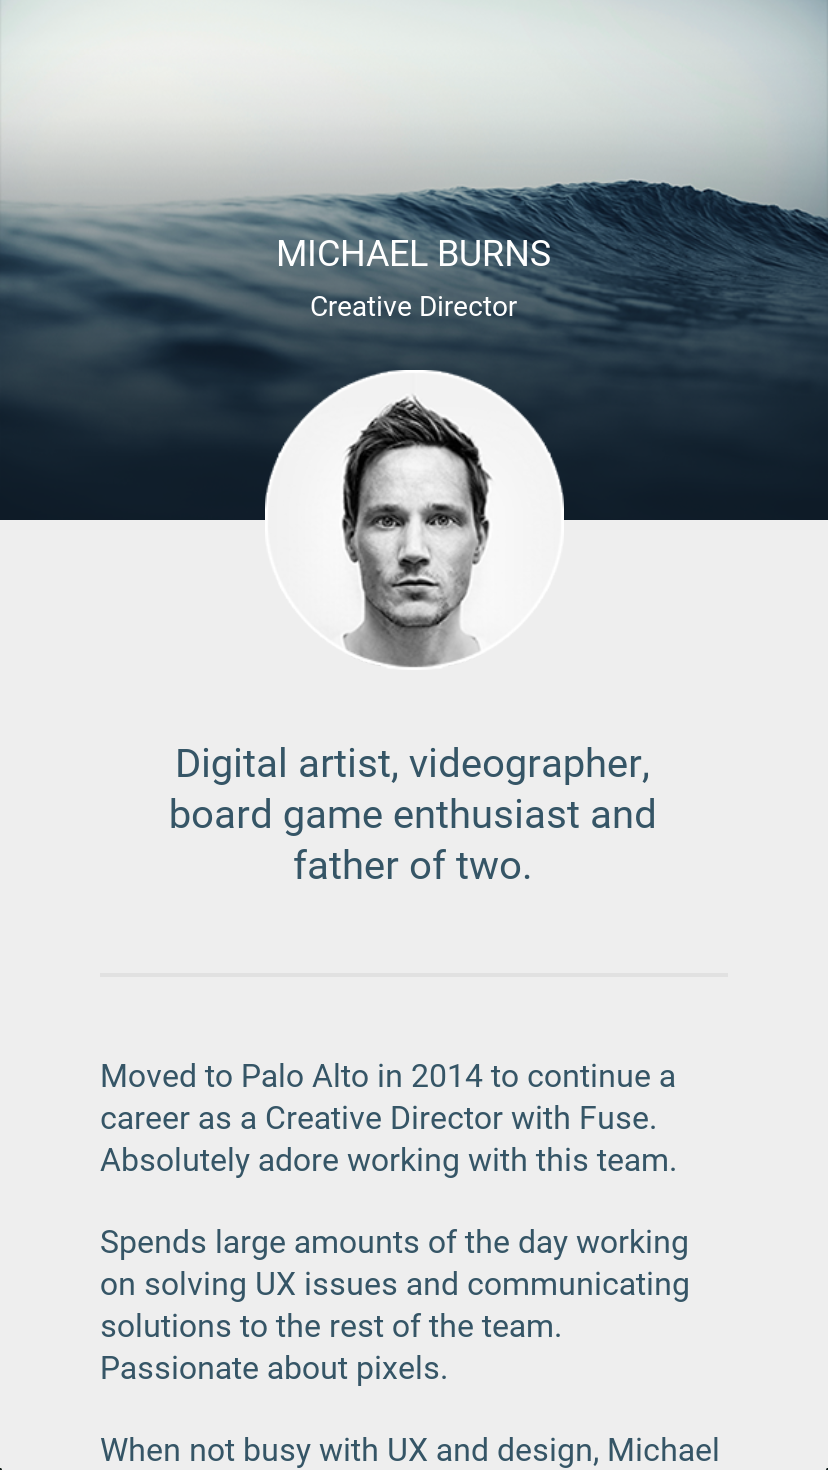 MICHAEL BURNS
Creative Director
Digital artist, videographer,
board game enthusiast and
father of two.
Moved to Palo Alto in 2014 to continue a
career as a Creative Director with Fuse.
Absolutely adore working with this team.
Spends large amounts of the day working
on solving UX issues and communicating
solutions to the rest of the team.
Passionate about pixels.
When not busy with UX and design, Michael